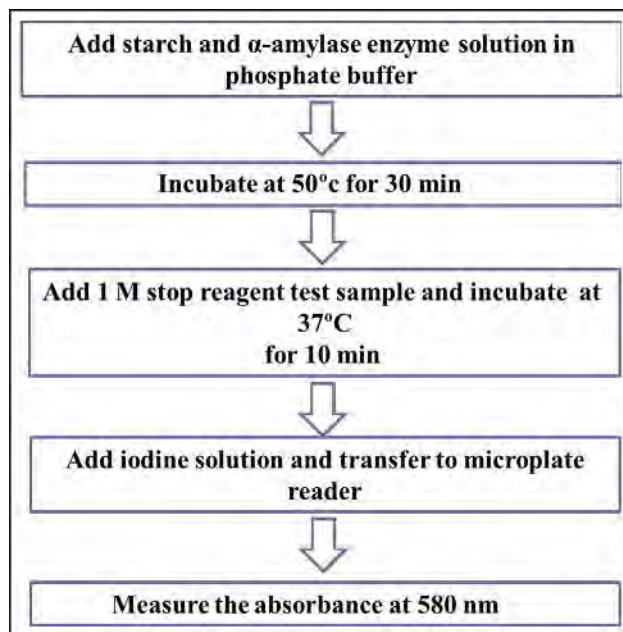 Add starch and α-amylase enzyme solution in
phosphate buffer
Incubate at 50ºc for 30 min
Add 1 M stop reagent test sample and incubate at
37ºC
for 10 min
Add iodine solution and transfer to microplate
reader
Measure the absorbance at 580 nm